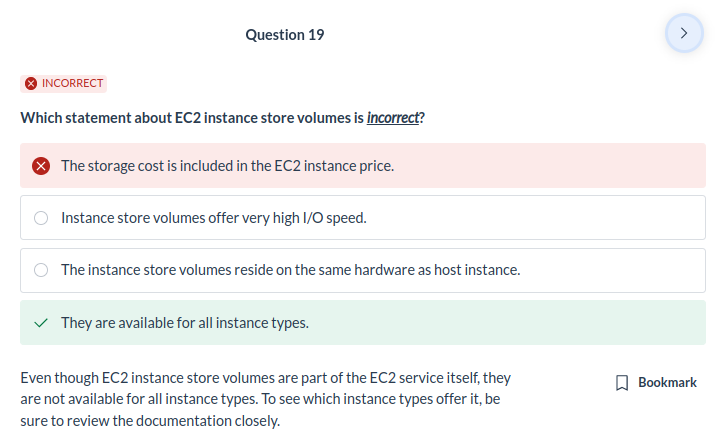 Question 19
INCORRECT
Which statement about EC2 instance store volumes is incorrect?
The storage cost is included in the EC2 instance price.
Instance store volumes offer very high I/O speed.
The instance store volumes reside on the same hardware as host instance.
They are available for all instance types.
Even though EC2 instance store volumes are part of the EC2 service itself, they
are not available for all instance types. To see which instance types offer it, be
sure to review the documentation closely.
Bookmark